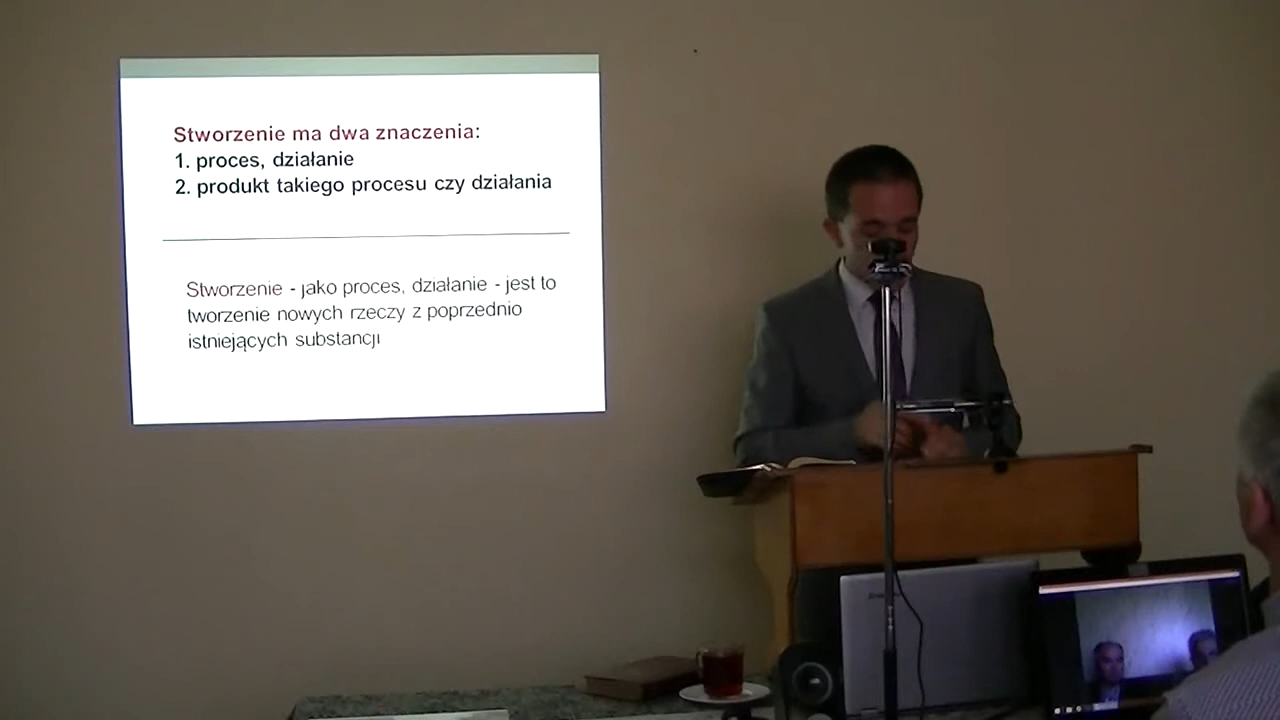 Stworzenie ma dwa znaczenia:
1. proces, działanie
2. produkt takiego procesu czy działania
Stworzenie - jako proces, działanie - jest to
tworzenie nowych rzeczy z poprzednio
istniejących substancji